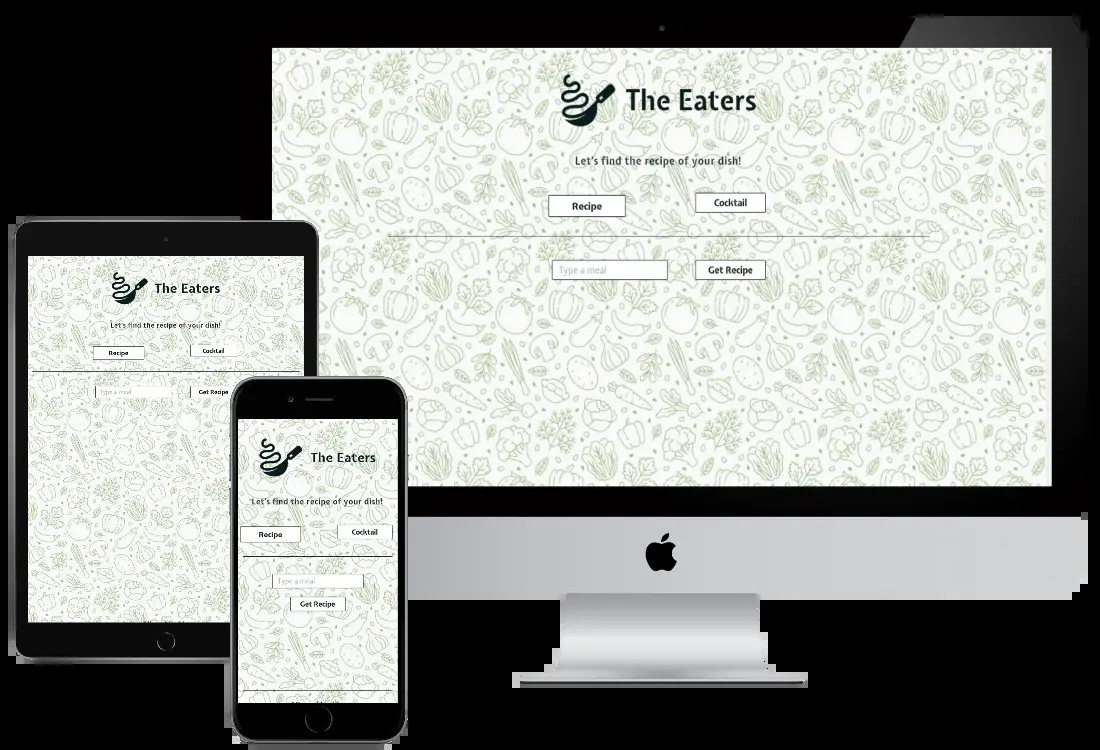 The Eaters
Let's find the recipe of your dish!
Recipe Cocktail
Type a meal Get Recipe
The Eaters
Let's find the recipe of your dish!
Recipe Cocktail
Type a meal Get Recipe
The Eaters
Let's find the recipe of your dish!
Recipe Cocktail
Type a meal
Get Recipe